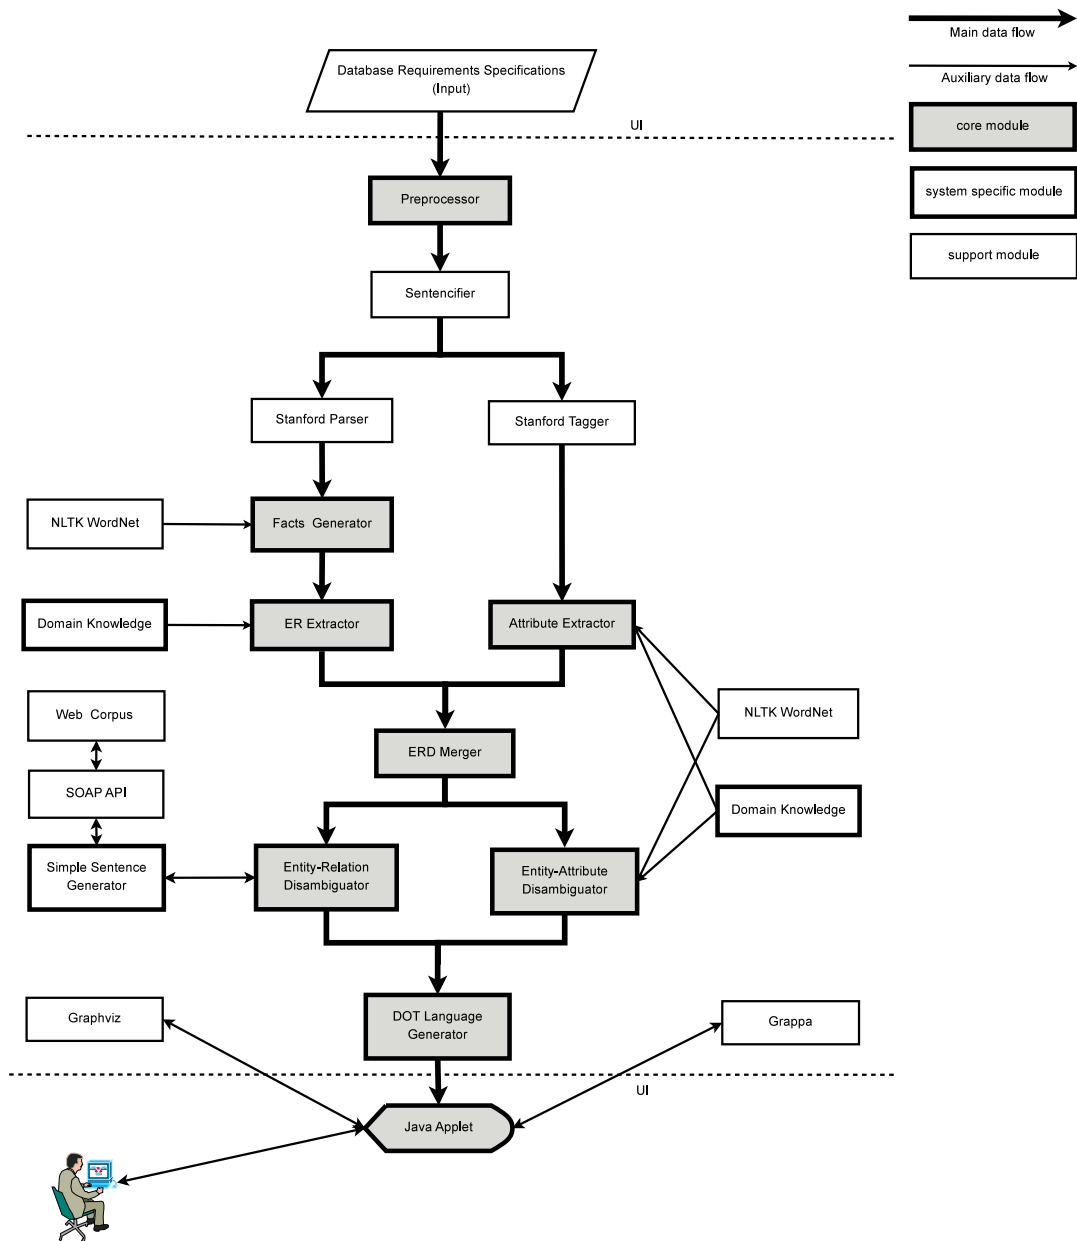 Main data flow
Database Requirements Specifications
(Input)
Auxiliary data flow
UI
core module
Preprocessor
system specific module
support module
Sentencifier
Stanford Parser
Stanford Tagger
NLTK WordNet
Facts Generator
Domain Knowledge
ER Extractor
Attribute Extractor
Web Corpus
NLTK WordNet
ERD Merger
SOAP API
Domain Knowledge
Simple Sentence
Generator
Entity-Relation
Disambiguator
Entity-Attribute
Disambiguator
Graphviz
DOT Language
Generator
Grappa
UI
Java Applet